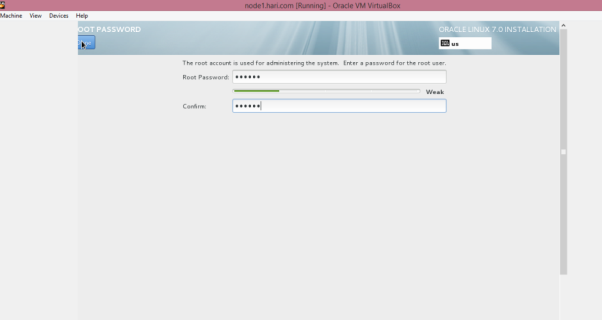 node1.hari.com [Running] - Oracle VM VirtualBox
Machine View Devices Help
OOT PASSWORD
ORACLE LINUX 7.0 INSTALLATION
us
The root account is used for administering the system. Enter a password for the root user.
Root Password: ••••••
Weak
Confirm: ••••••